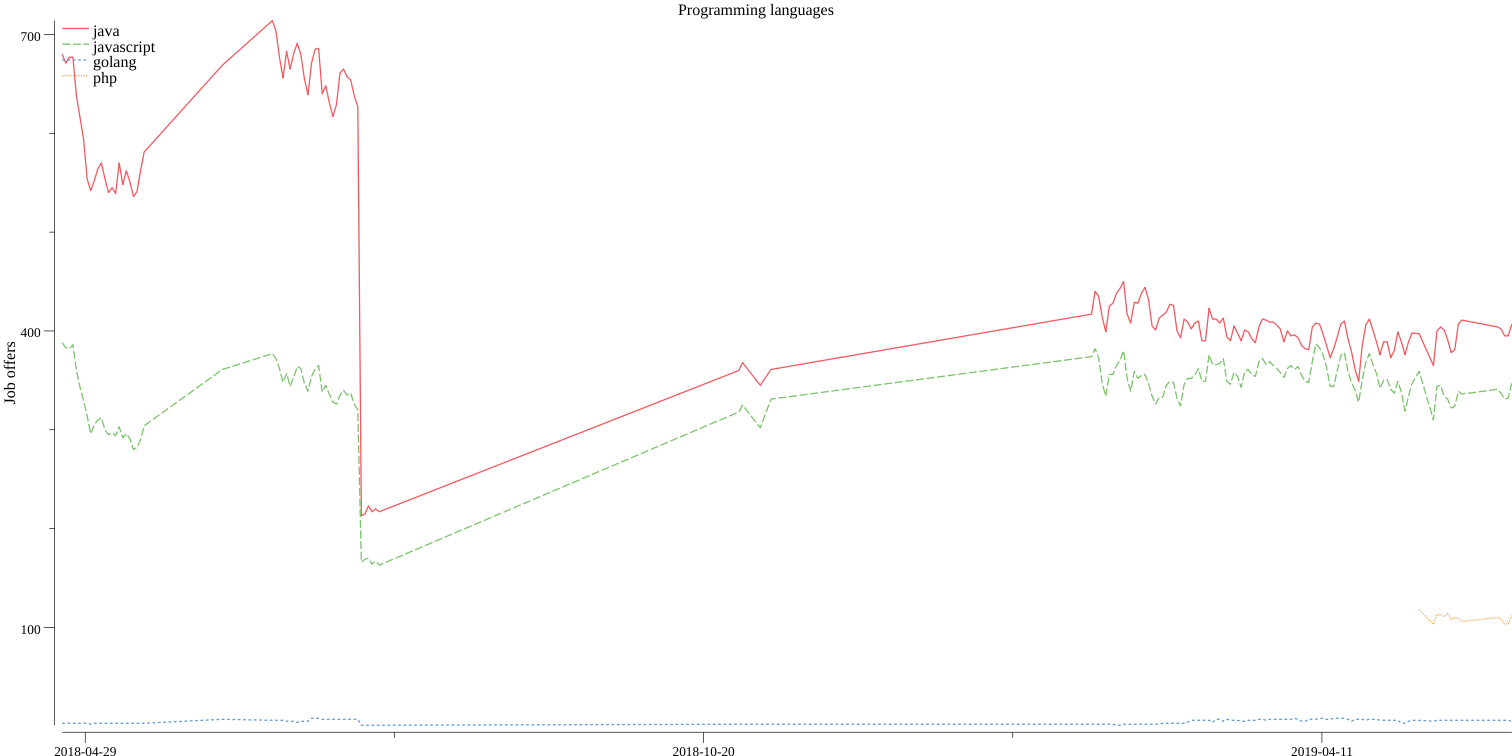 Programming languages
700
java
javascript
golang
php
400
Job offers
100
2018-04-29
2018-10-20
2019-04-11